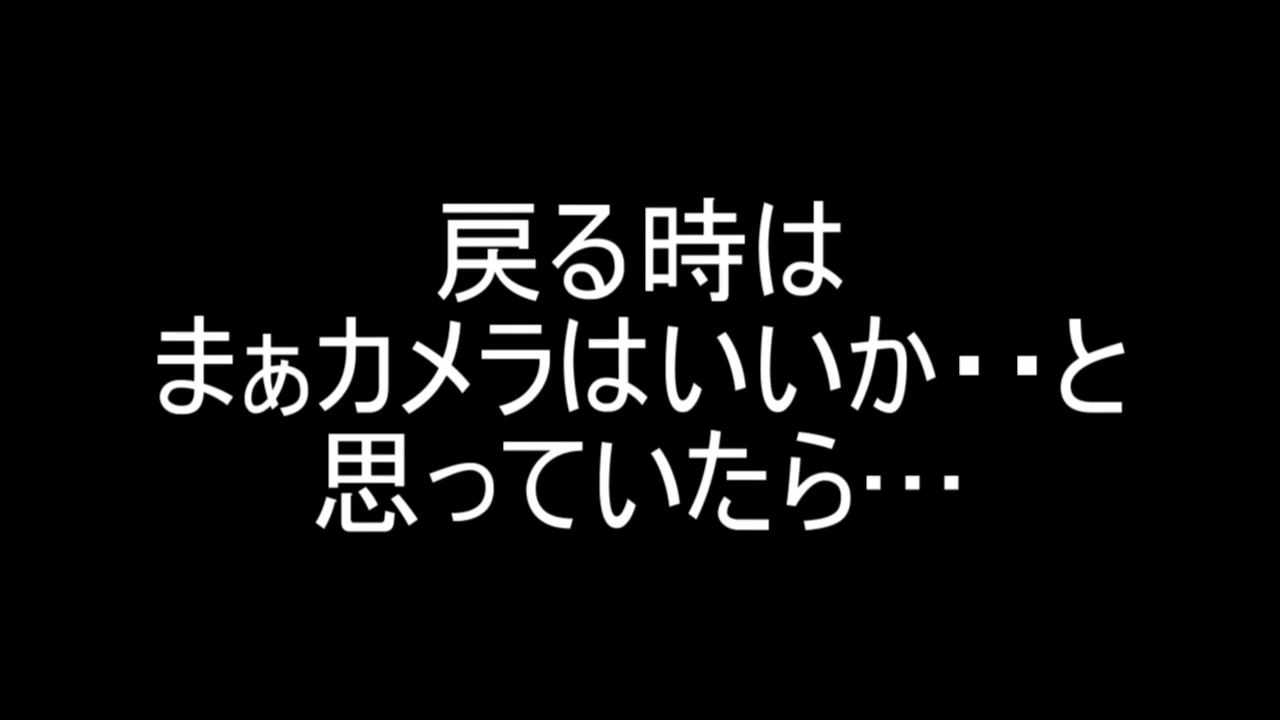 戻る時は
まぁカメラはいいか・・と
思っていたら…